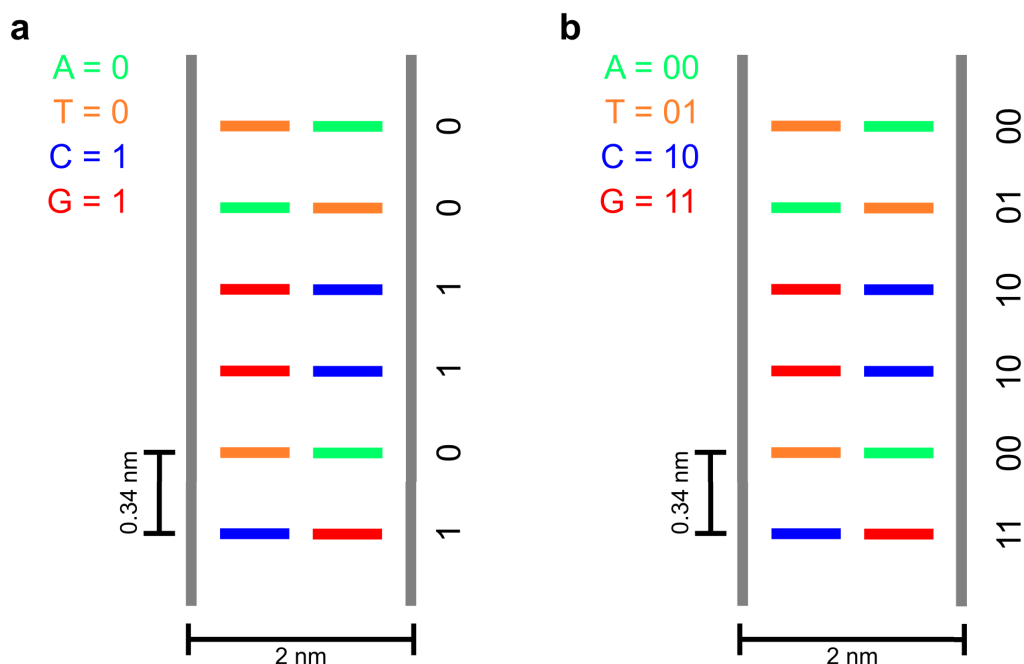 a
A = 0
T = 0
C = 1
G = 1
0
0
1
1
0
1
0.34 nm
2 nm
b
A = 00
T = 01
C = 10
G = 11
00
01
10
10
00
11
0.34 nm
2 nm